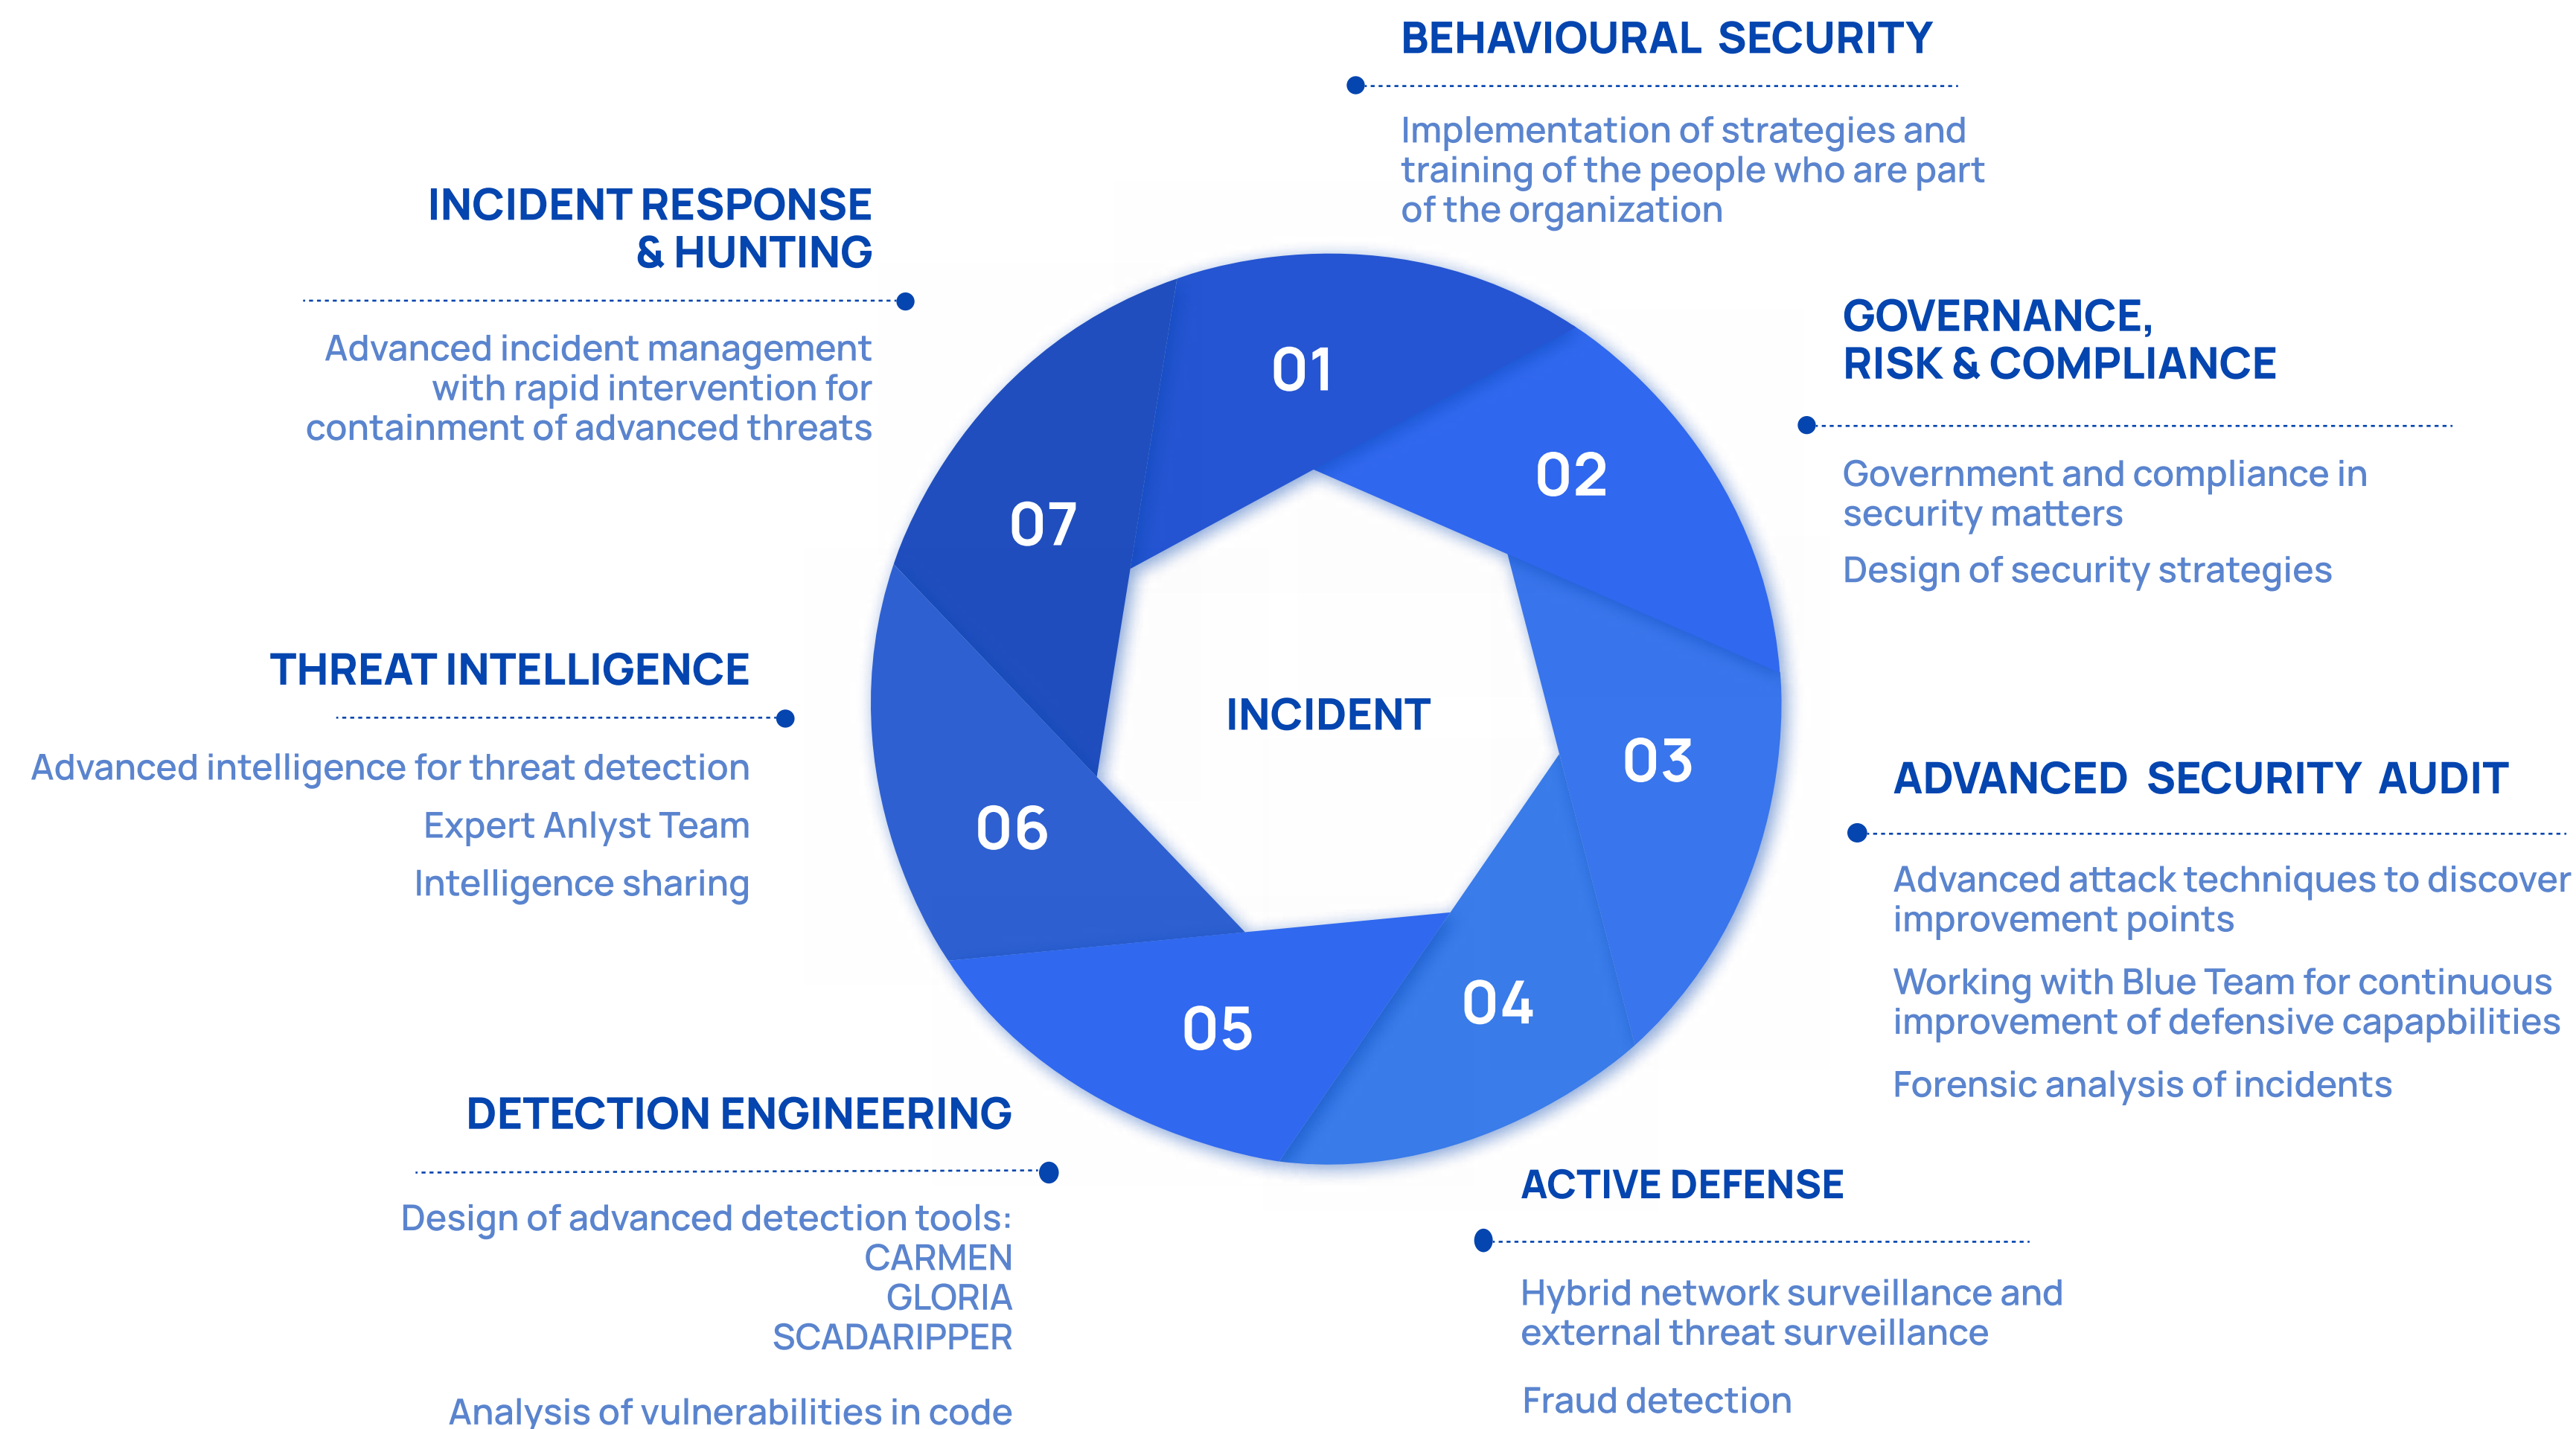 BEHAVIOURAL SECURITY
Implementation of strategies and
training of the people who are part
of the organization
GOVERNANCE,
RISK & COMPLIANCE
Government and compliance in
security matters
Design of security strategies
ADVANCED SECURITY AUDIT
Advanced attack techniques to discover
improvement points
Working with Blue Team for continuous
improvement of defensive capapbilities
Forensic analysis of incidents
ACTIVE DEFENSE
Hybrid network surveillance and
external threat surveillance
Fraud detection
DETECTION ENGINEERING
Design of advanced detection tools:
CARMEN
GLORIA
SCADARIPPER
Analysis of vulnerabilities in code
THREAT INTELLIGENCE
Advanced intelligence for threat detection
Expert Anlyst Team
Intelligence sharing
INCIDENT RESPONSE
& HUNTING
Advanced incident management
with rapid intervention for
containment of advanced threats
01
02
03
04
05
06
07
INCIDENT